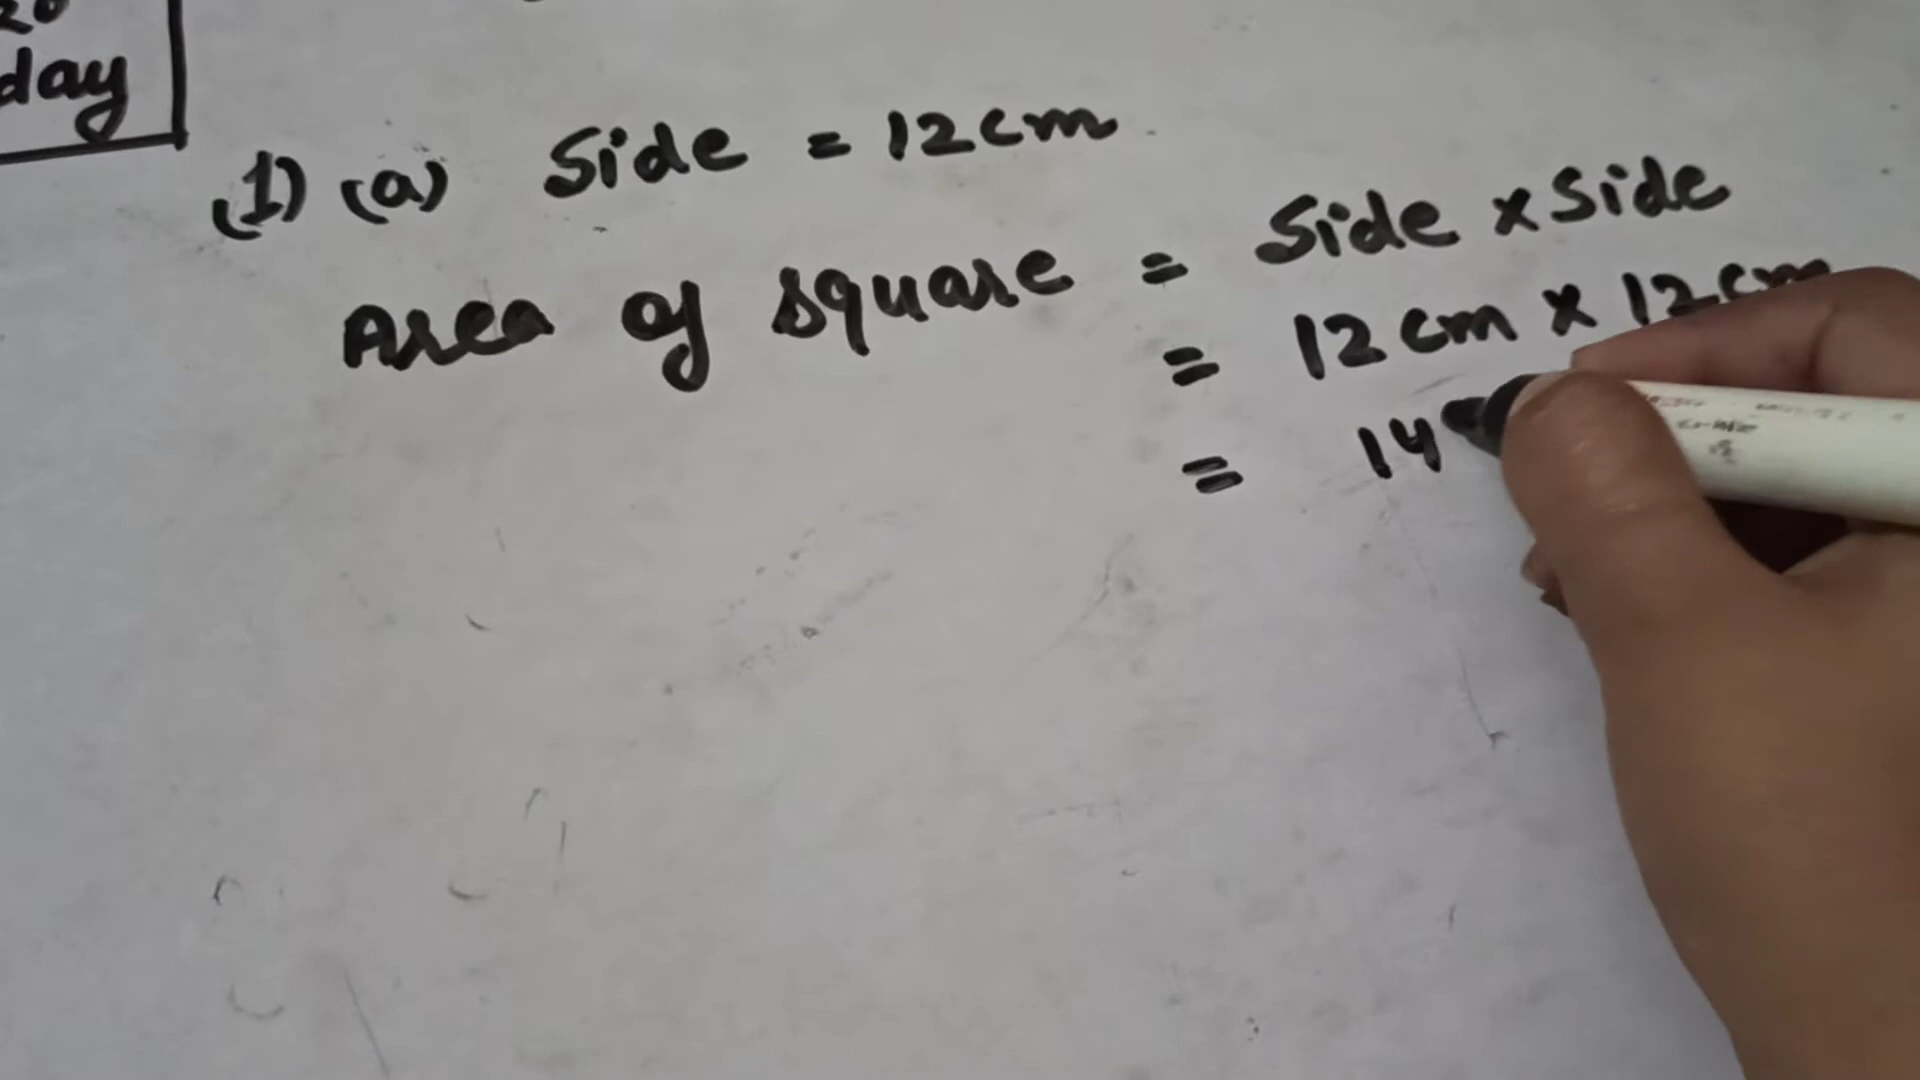 day
(1) (a) Side = 12cm
Area of square = Side x Side
= 12 cm x 12 cm
= 14